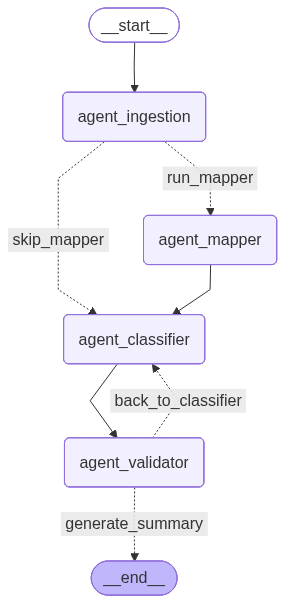 __start__
agent_ingestion
run_mapper
skip_mapper
agent_mapper
agent_classifier
back_to_classifier
agent_validator
generate_summary
__end__